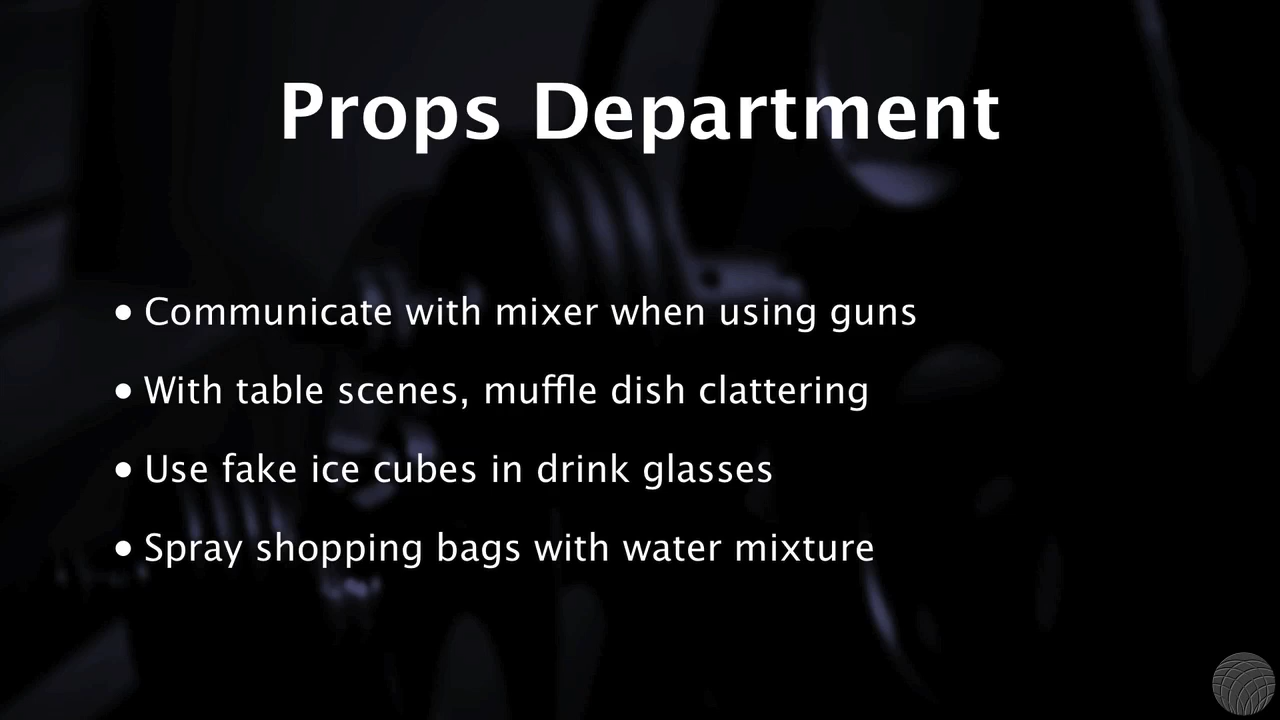 Props Department
• Communicate with mixer when using guns
• With table scenes, muffle dish clattering
• Use fake ice cubes in drink glasses
• Spray shopping bags with water mixture